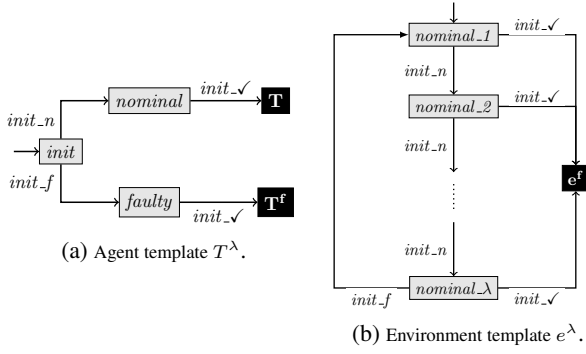 init_n
nominal
init_✓
T
init
init_f
faulty
init_✓
T^f
(a) Agent template T^λ.
nominal_1
init_✓
init_n
nominal_2
init_✓
init_n
e^f
init_n
nominal_λ
init_f
init_✓
(b) Environment template e^λ.